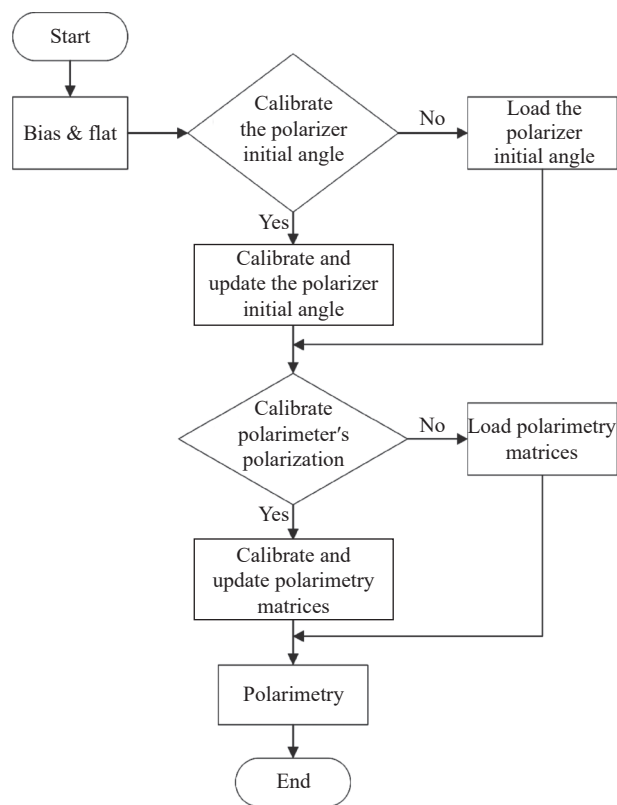 Start
Bias & flat
Calibrate
the polarizer
initial angle
No
Load the
polarizer
initial angle
Yes
Calibrate and
update the polarizer
initial angle
Calibrate
polarimeter′s
polarization
No
Load polarimetry
matrices
Yes
Calibrate and
update polarimetry
matrices
Polarimetry
End